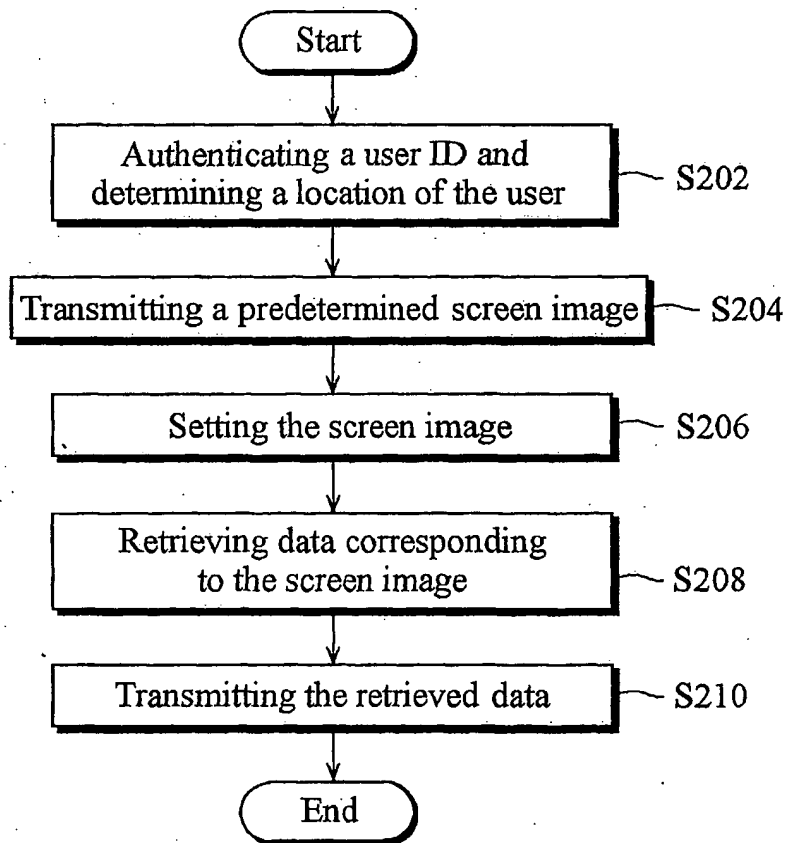 Start
Authenticating a user ID and
determining a location of the user
S202
Transmitting a predetermined screen image
S204
Setting the screen image
S206
Retrieving data corresponding
to the screen image
S208
Transmitting the retrieved data
S210
End